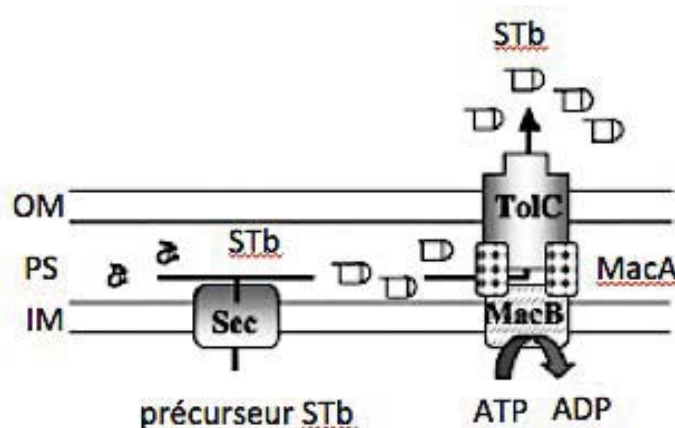 STb
OM
TolC
STb
PS
MacA
Sec
MacB
IM
précurseur STb
ATP ADP